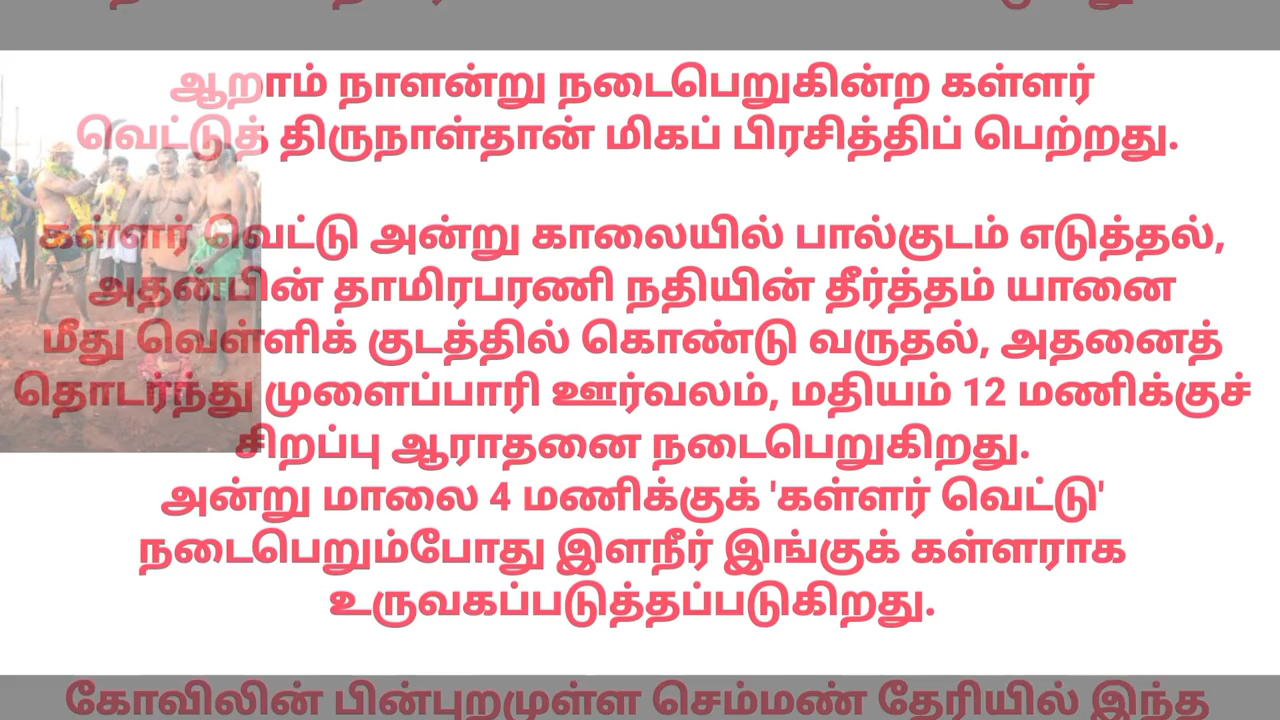 ஆறாம் நாளன்று நடைபெறுகின்ற கள்ளர்
வெட்டுத் திருநாள்தான் மிகப் பிரசித்திப் பெற்றது.
கள்ளர் வெட்டு அன்று காலையில் பால்குடம் எடுத்தல்,
அதன்பின் தாமிரபரணி நதியின் தீர்த்தம் யானை
மீது வெள்ளிக் குடத்தில் கொண்டு வருதல், அதனைத்
தொடர்ந்து முளைப்பாரி ஊர்வலம், மதியம் 12 மணிக்குச்
சிறப்பு ஆராதனை நடைபெறுகிறது.
அன்று மாலை 4 மணிக்குக் 'கள்ளர் வெட்டு'
நடைபெறும்போது இளநீர் இங்குக் கள்ளராக
உருவகப்படுத்தப்படுகிறது.
கோவிலின் பின்புறமுள்ள செம்மண் தேரியில் இந்த